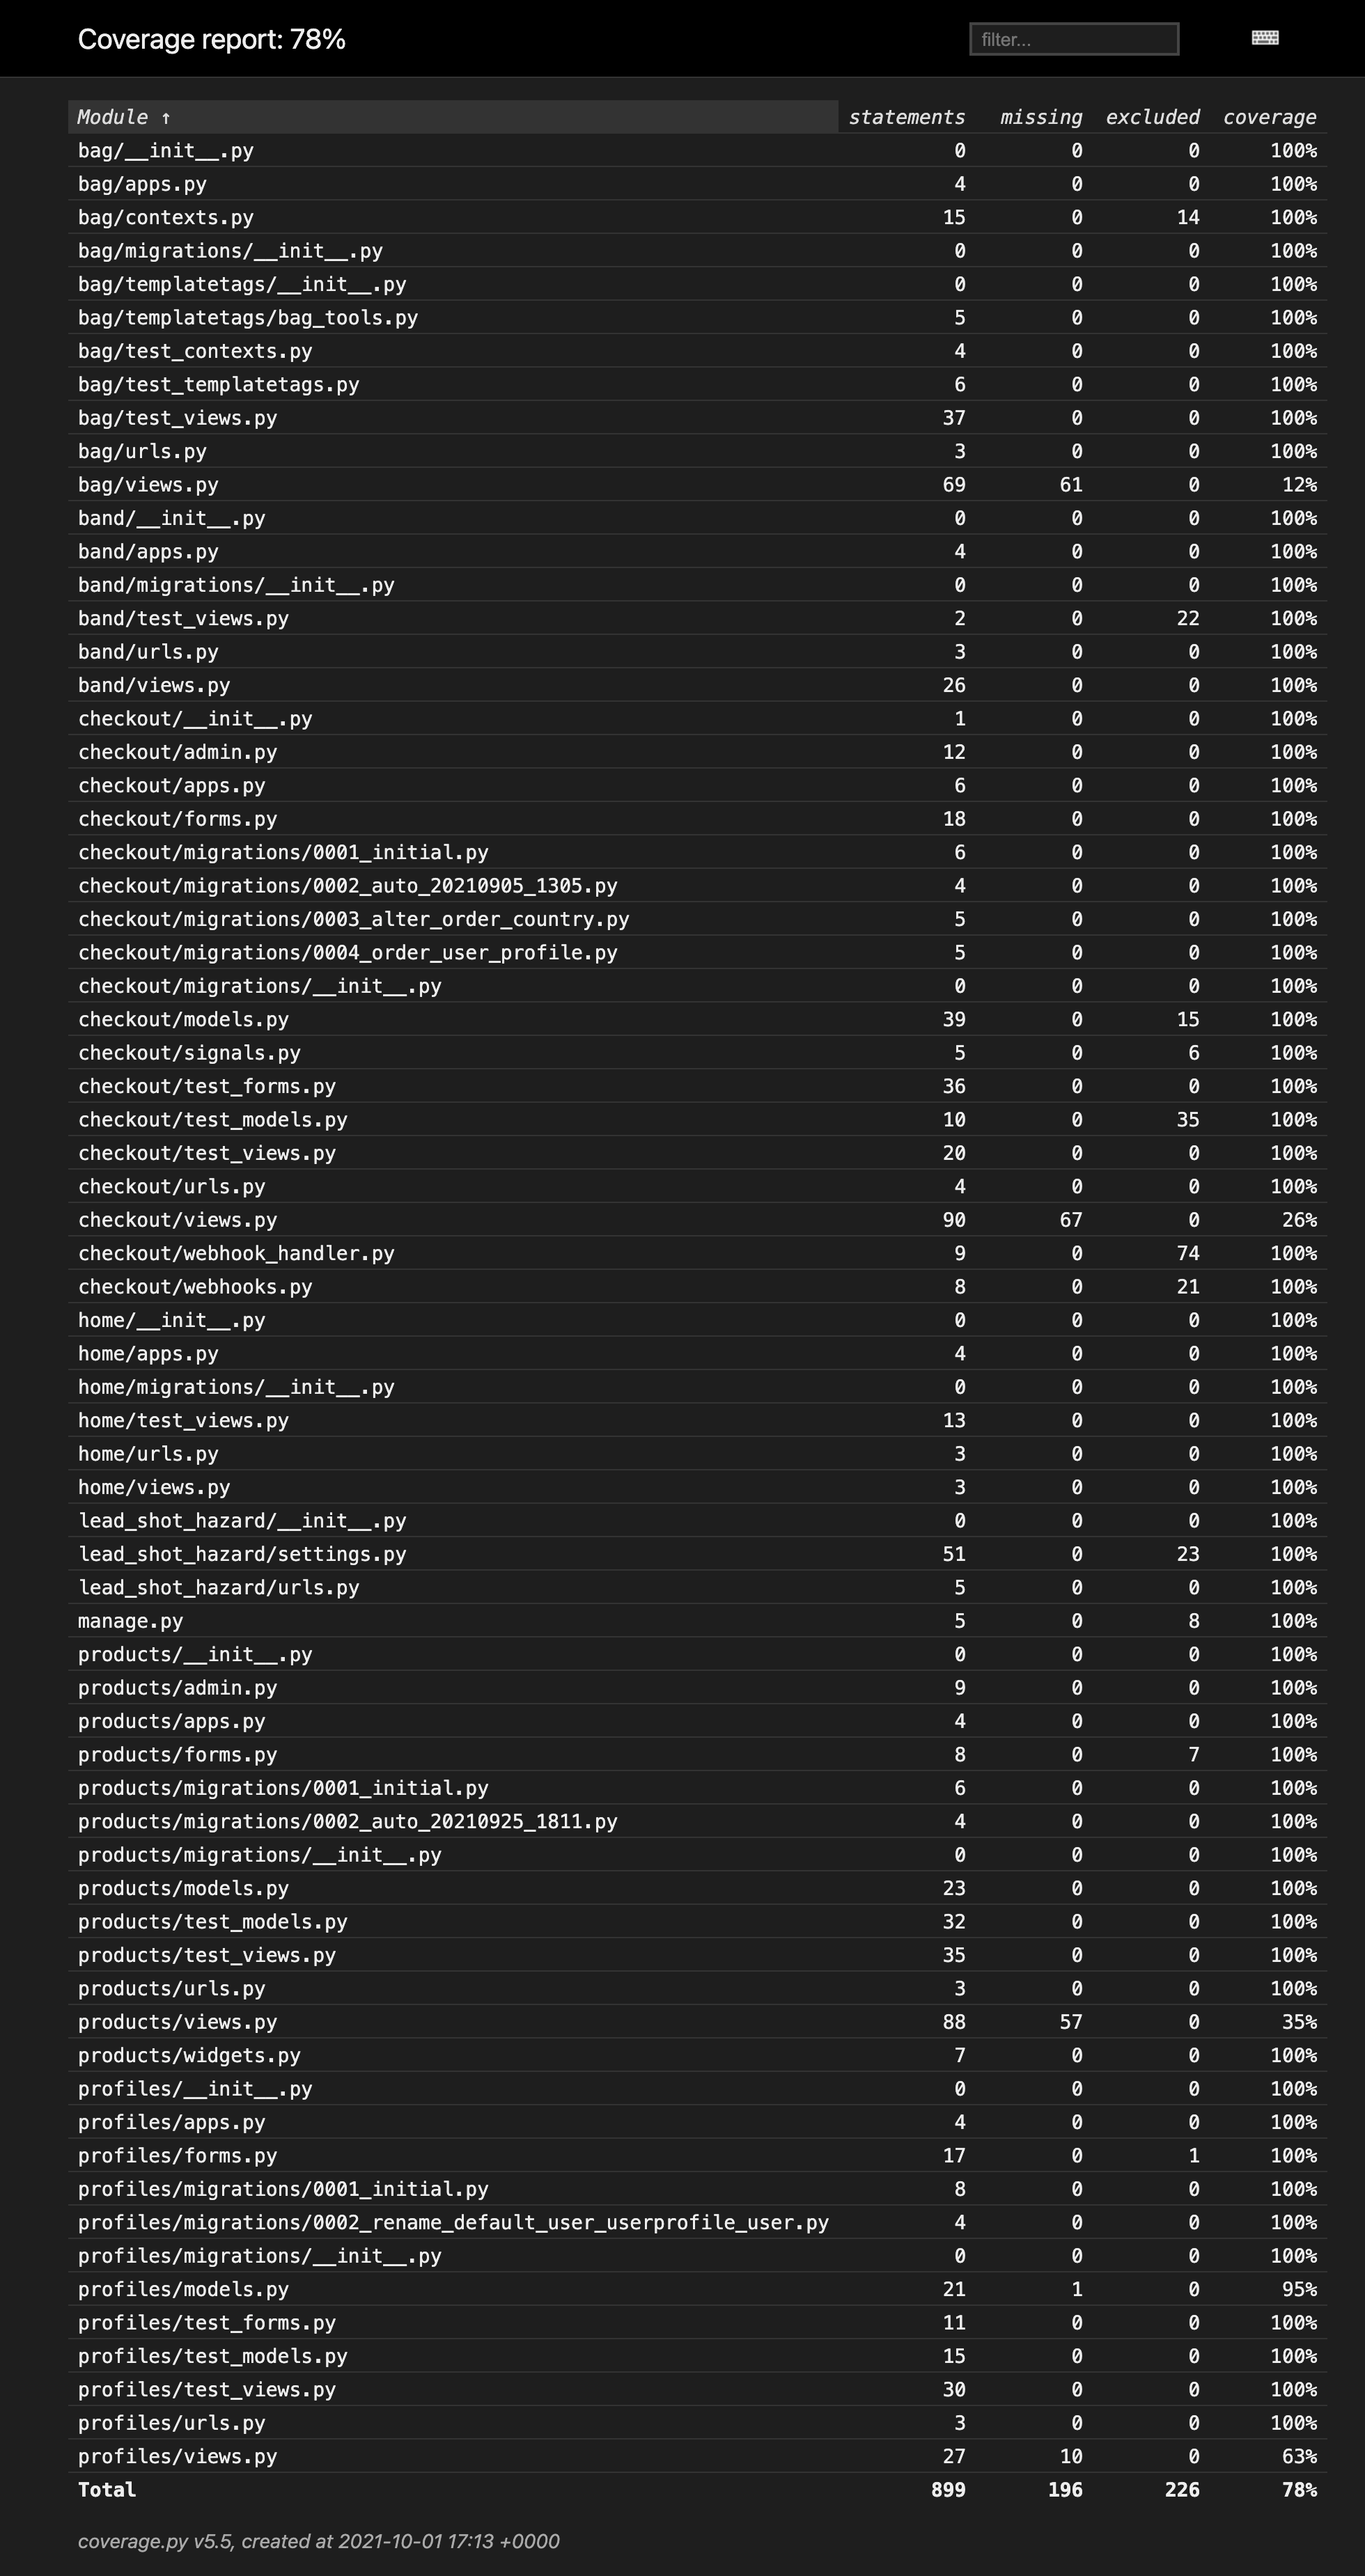 Coverage report: 78%
filter...
Module ↑ statements missing excluded coverage
bag/__init__.py 0 0 0 100%
bag/apps.py 4 0 0 100%
bag/contexts.py 15 0 14 100%
bag/migrations/__init__.py 0 0 0 100%
bag/templatetags/__init__.py 0 0 0 100%
bag/templatetags/bag_tools.py 5 0 0 100%
bag/test_contexts.py 4 0 0 100%
bag/test_templatetags.py 6 0 0 100%
bag/test_views.py 37 0 0 100%
bag/urls.py 3 0 0 100%
bag/views.py 69 61 0 12%
band/__init__.py 0 0 0 100%
band/apps.py 4 0 0 100%
band/migrations/__init__.py 0 0 0 100%
band/test_views.py 2 0 22 100%
band/urls.py 3 0 0 100%
band/views.py 26 0 0 100%
checkout/__init__.py 1 0 0 100%
checkout/admin.py 12 0 0 100%
checkout/apps.py 6 0 0 100%
checkout/forms.py 18 0 0 100%
checkout/migrations/0001_initial.py 6 0 0 100%
checkout/migrations/0002_auto_20210905_1305.py 4 0 0 100%
checkout/migrations/0003_alter_order_country.py 5 0 0 100%
checkout/migrations/0004_order_user_profile.py 5 0 0 100%
checkout/migrations/__init__.py 0 0 0 100%
checkout/models.py 39 0 15 100%
checkout/signals.py 5 0 6 100%
checkout/test_forms.py 36 0 0 100%
checkout/test_models.py 10 0 35 100%
checkout/test_views.py 20 0 0 100%
checkout/urls.py 4 0 0 100%
checkout/views.py 90 67 0 26%
checkout/webhook_handler.py 9 0 74 100%
checkout/webhooks.py 8 0 21 100%
home/__init__.py 0 0 0 100%
home/apps.py 4 0 0 100%
home/migrations/__init__.py 0 0 0 100%
home/test_views.py 13 0 0 100%
home/urls.py 3 0 0 100%
home/views.py 3 0 0 100%
lead_shot_hazard/__init__.py 0 0 0 100%
lead_shot_hazard/settings.py 51 0 23 100%
lead_shot_hazard/urls.py 5 0 0 100%
manage.py 5 0 8 100%
products/__init__.py 0 0 0 100%
products/admin.py 9 0 0 100%
products/apps.py 4 0 0 100%
products/forms.py 8 0 7 100%
products/migrations/0001_initial.py 6 0 0 100%
products/migrations/0002_auto_20210925_1811.py 4 0 0 100%
products/migrations/__init__.py 0 0 0 100%
products/models.py 23 0 0 100%
products/test_models.py 32 0 0 100%
products/test_views.py 35 0 0 100%
products/urls.py 3 0 0 100%
products/views.py 88 57 0 35%
products/widgets.py 7 0 0 100%
profiles/__init__.py 0 0 0 100%
profiles/apps.py 4 0 0 100%
profiles/forms.py 17 0 1 100%
profiles/migrations/0001_initial.py 8 0 0 100%
profiles/migrations/0002_rename_default_user_userprofile_user.py 4 0 0 100%
profiles/migrations/__init__.py 0 0 0 100%
profiles/models.py 21 1 0 95%
profiles/test_forms.py 11 0 0 100%
profiles/test_models.py 15 0 0 100%
profiles/test_views.py 30 0 0 100%
profiles/urls.py 3 0 0 100%
profiles/views.py 27 10 0 63%
Total 899 196 226 78%
coverage.py v5.5, created at 2021-10-01 17:13 +0000